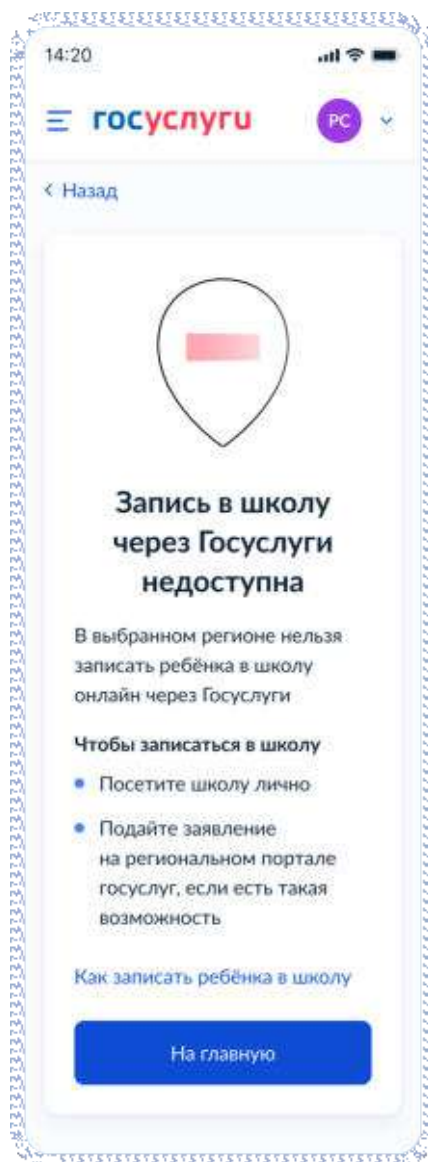 14:20
госуслуги
РС
Назад
Запись в школу
через Госуслуги
недоступна
В выбранном регионе нельзя
записать ребёнка в школу
онлайн через Госуслуги
Чтобы записаться в школу
Посетите школу лично
Подайте заявление
на региональном портале
госуслуг, если есть такая
возможность
Как записать ребёнка в школу
На главную